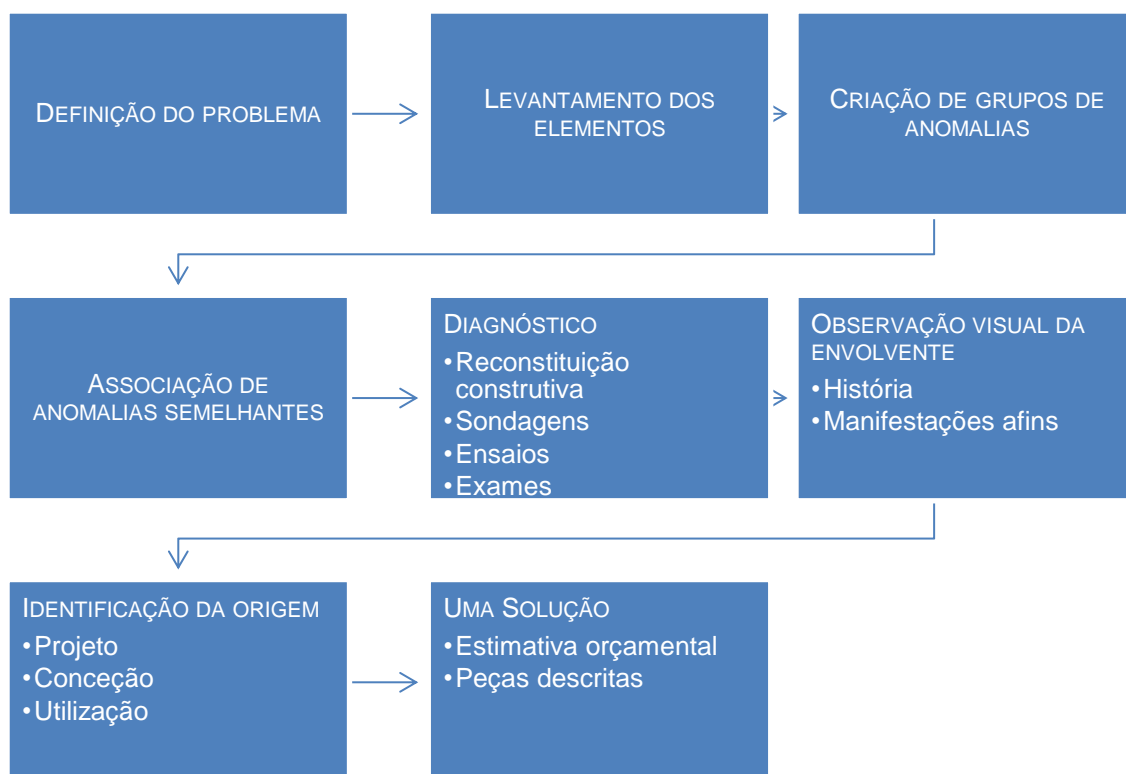 DEFINIÇÃO DO PROBLEMA
LEVANTAMENTO DOS
ELEMENTOS
CRIAÇÃO DE GRUPOS DE
ANOMALIAS
ASSOCIAÇÃO DE
ANOMALIAS SEMELHANTES
DIAGNÓSTICO
•Reconstituição
construtiva
•Sondagens
•Ensaios
•Exames
OBSERVAÇÃO VISUAL DA
ENVOLVENTE
•História
•Manifestações afins
IDENTIFICAÇÃO DA ORIGEM
•Projeto
•Conceção
•Utilização
UMA SOLUÇÃO
•Estimativa orçamental
•Peças descritas